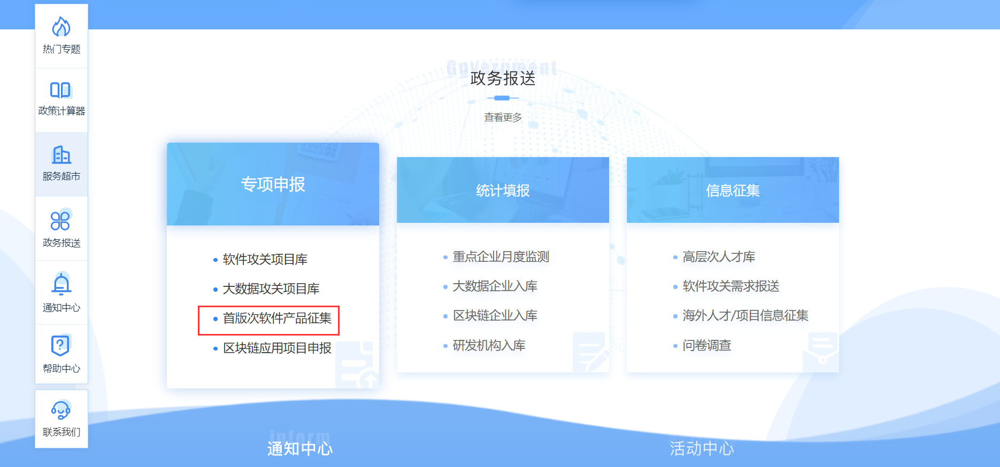 热门专题
政策计算器
服务超市
政务报送
通知中心
帮助中心
联系我们
Government
政务报送
查看更多
专项申报
软件攻关项目库
大数据攻关项目库
首版次软件产品征集
区块链应用项目申报
统计填报
重点企业月度监测
大数据企业入库
区块链企业入库
研发机构入库
信息征集
高层次人才库
软件攻关需求报送
海外人才/项目信息征集
问卷调查
inform
通知中心
活动中心